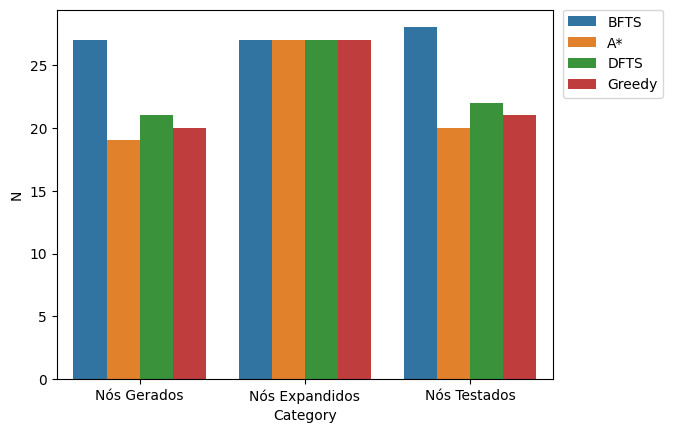 BFTS
A*
DFTS
Greedy
25
20
15
10
5
0
N
Nós Gerados
Nós Expandidos
Nós Testados
Category